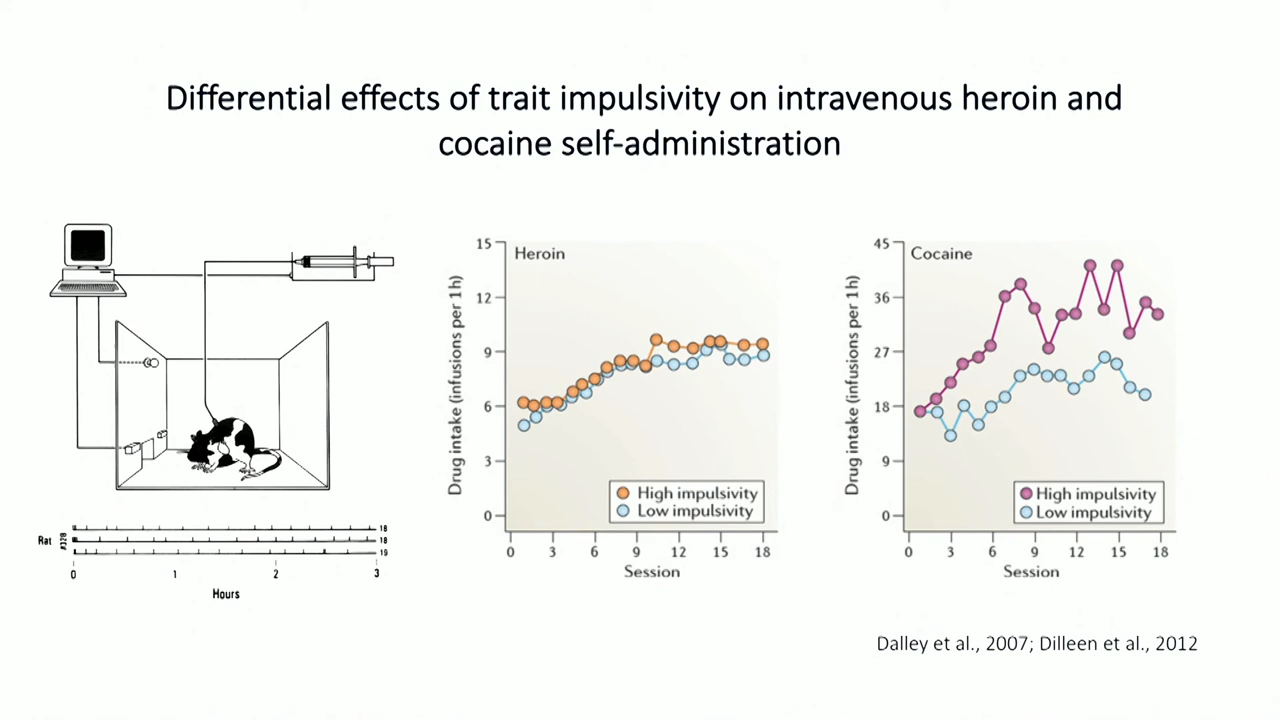 Differential effects of trait impulsivity on intravenous heroin and
cocaine self-administration
Rat
#328
18
18
19
0
1
2
3
Hours
Heroin
Drug intake (infusions per 1h)
15
12
9
6
3
0
High impulsivity
Low impulsivity
0
3
6
9
12
15
18
Session
Cocaine
Drug intake (infusions per 1h)
45
36
27
18
9
0
High impulsivity
Low impulsivity
0
3
6
9
12
15
18
Session
Dalley et al., 2007; Dilleen et al., 2012